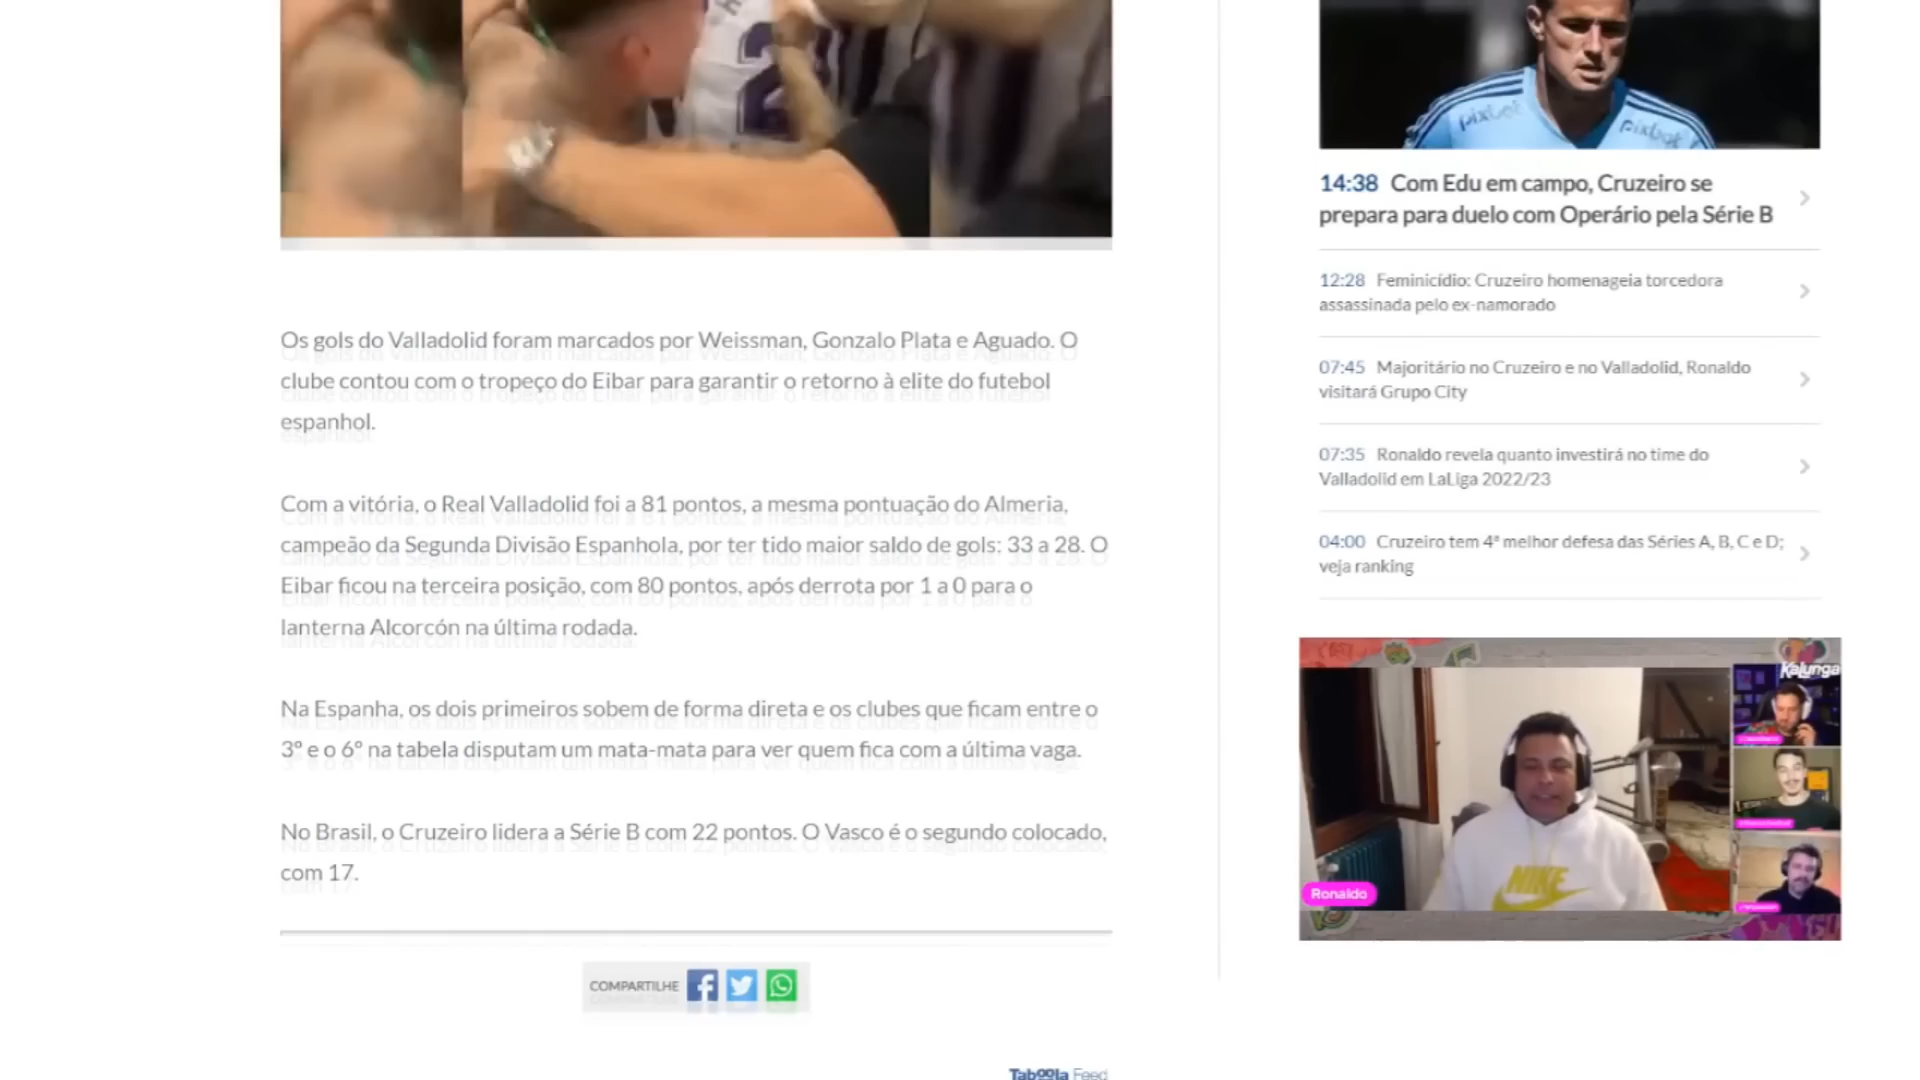 Os gols do Valladolid foram marcados por Weissman, Gonzalo Plata e Aguado. O
clube contou com o tropeço do Eibar para garantir o retorno à elite do futebol
espanhol.
Com a vitória, o Real Valladolid foi a 81 pontos, a mesma pontuação do Almeria,
campeão da Segunda Divisão Espanhola, por ter tido maior saldo de gols: 33 a 28. O
Eibar ficou na terceira posição, com 80 pontos, após derrota por 1 a 0 para o
lanterna Alcorcón na última rodada.
Na Espanha, os dois primeiros sobem de forma direta e os clubes que ficam entre o
3º e o 6º na tabela disputam um mata-mata para ver quem fica com a última vaga.
No Brasil, o Cruzeiro lidera a Série B com 22 pontos. O Vasco é o segundo colocado,
com 17.
COMPARTILHE
Taboola Feed
pixbet pixbet
14:38 Com Edu em campo, Cruzeiro se
prepara para duelo com Operário pela Série B
12:28 Feminicídio: Cruzeiro homenageia torcedora
assassinada pelo ex-namorado
07:45 Majoritário no Cruzeiro e no Valladolid, Ronaldo
visitará Grupo City
07:35 Ronaldo revela quanto investirá no time do
Valladolid em LaLiga 2022/23
04:00 Cruzeiro tem 4ª melhor defesa das Séries A, B, C e D;
veja ranking
Kalunga
NIKE
Ronaldo